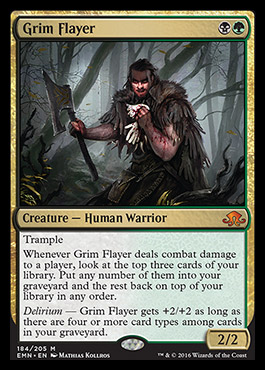 Grim Flayer
Creature — Human Warrior
Trample
Whenever Grim Flayer deals combat damage
to a player, look at the top three cards of your
library. Put any number of them into your
graveyard and the rest back on top of your
library in any order.
Delirium — Grim Flayer gets +2/+2 as long as
there are four or more card types among cards
in your graveyard.
2/2
184/205 M
EMN • EN Mathias Kollros
™ & © 2016 Wizards of the Coast